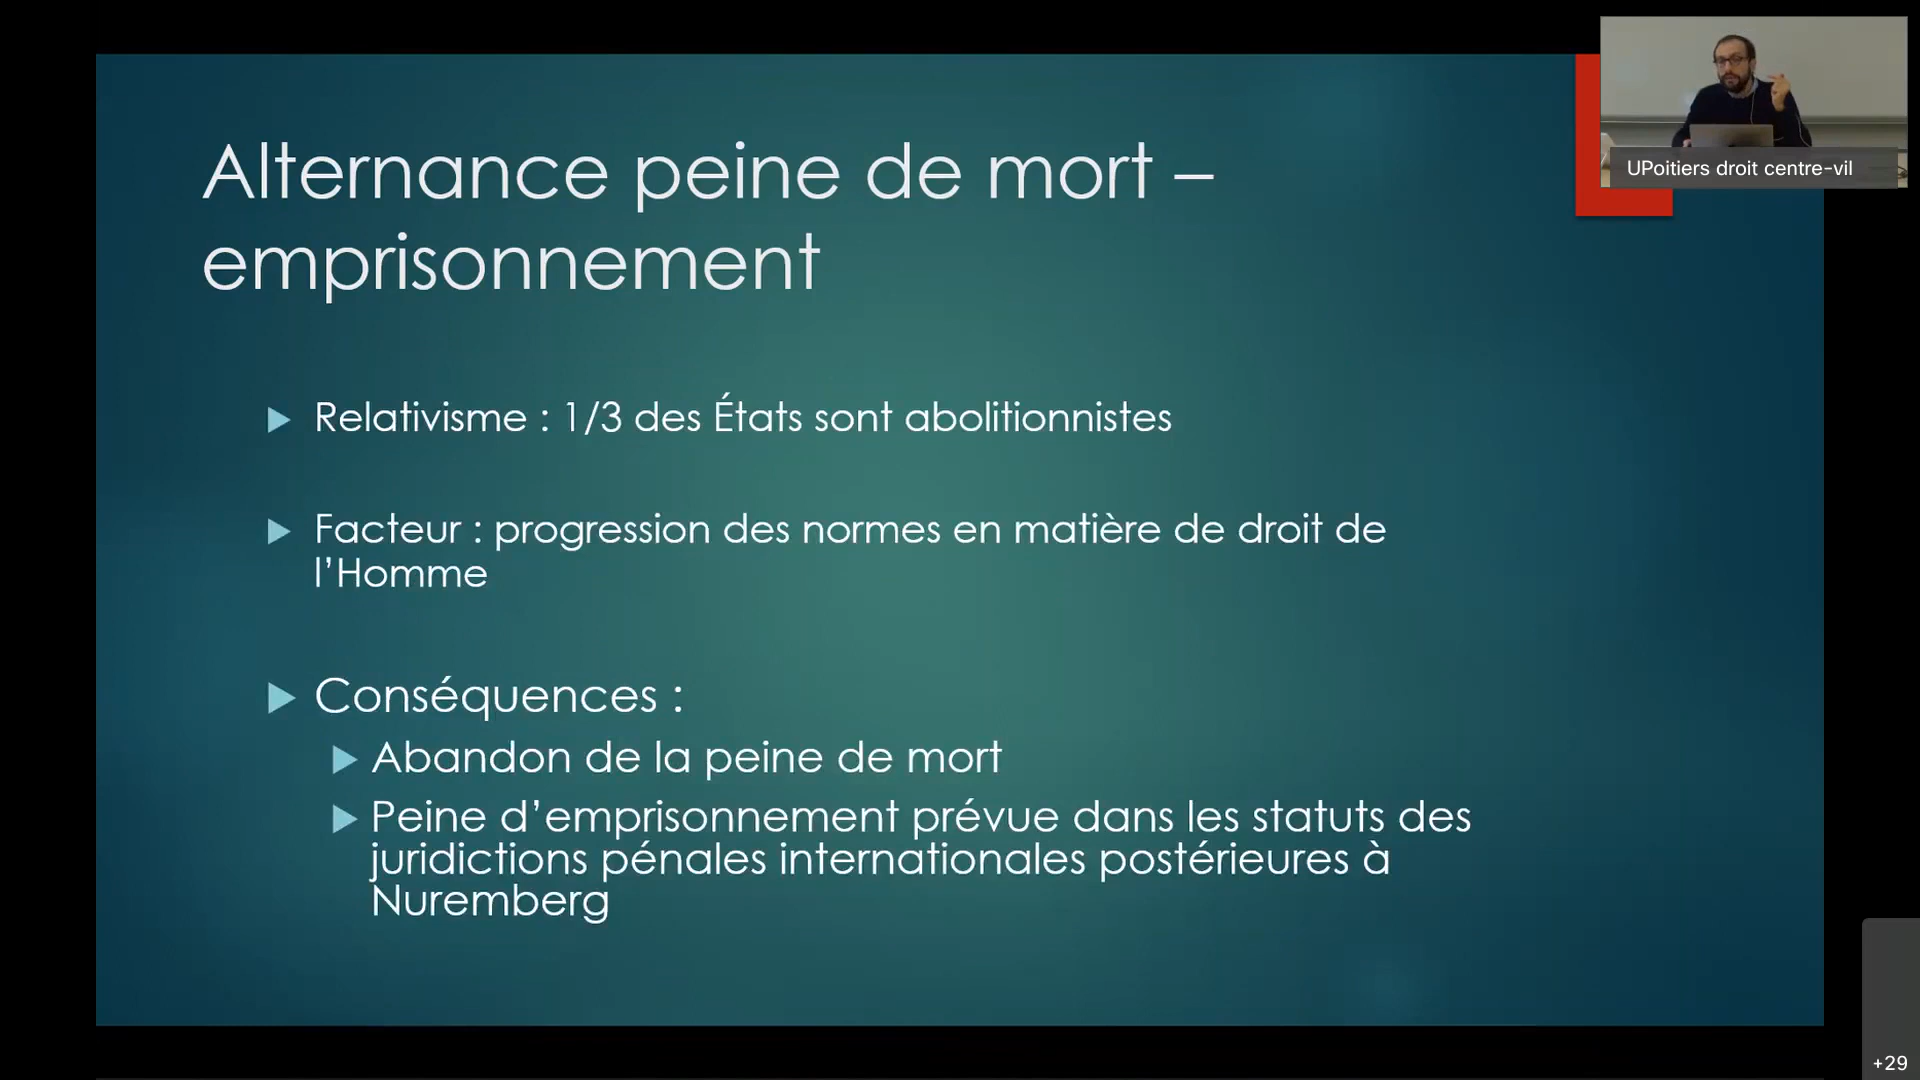 Alternance peine de mort –
emprisonnement
Relativisme : 1/3 des États sont abolitionnistes
Facteur : progression des normes en matière de droit de
l’Homme
Conséquences :
Abandon de la peine de mort
Peine d’emprisonnement prévue dans les statuts des
juridictions pénales internationales postérieures à
Nuremberg
UPoitiers droit centre-vil
+29